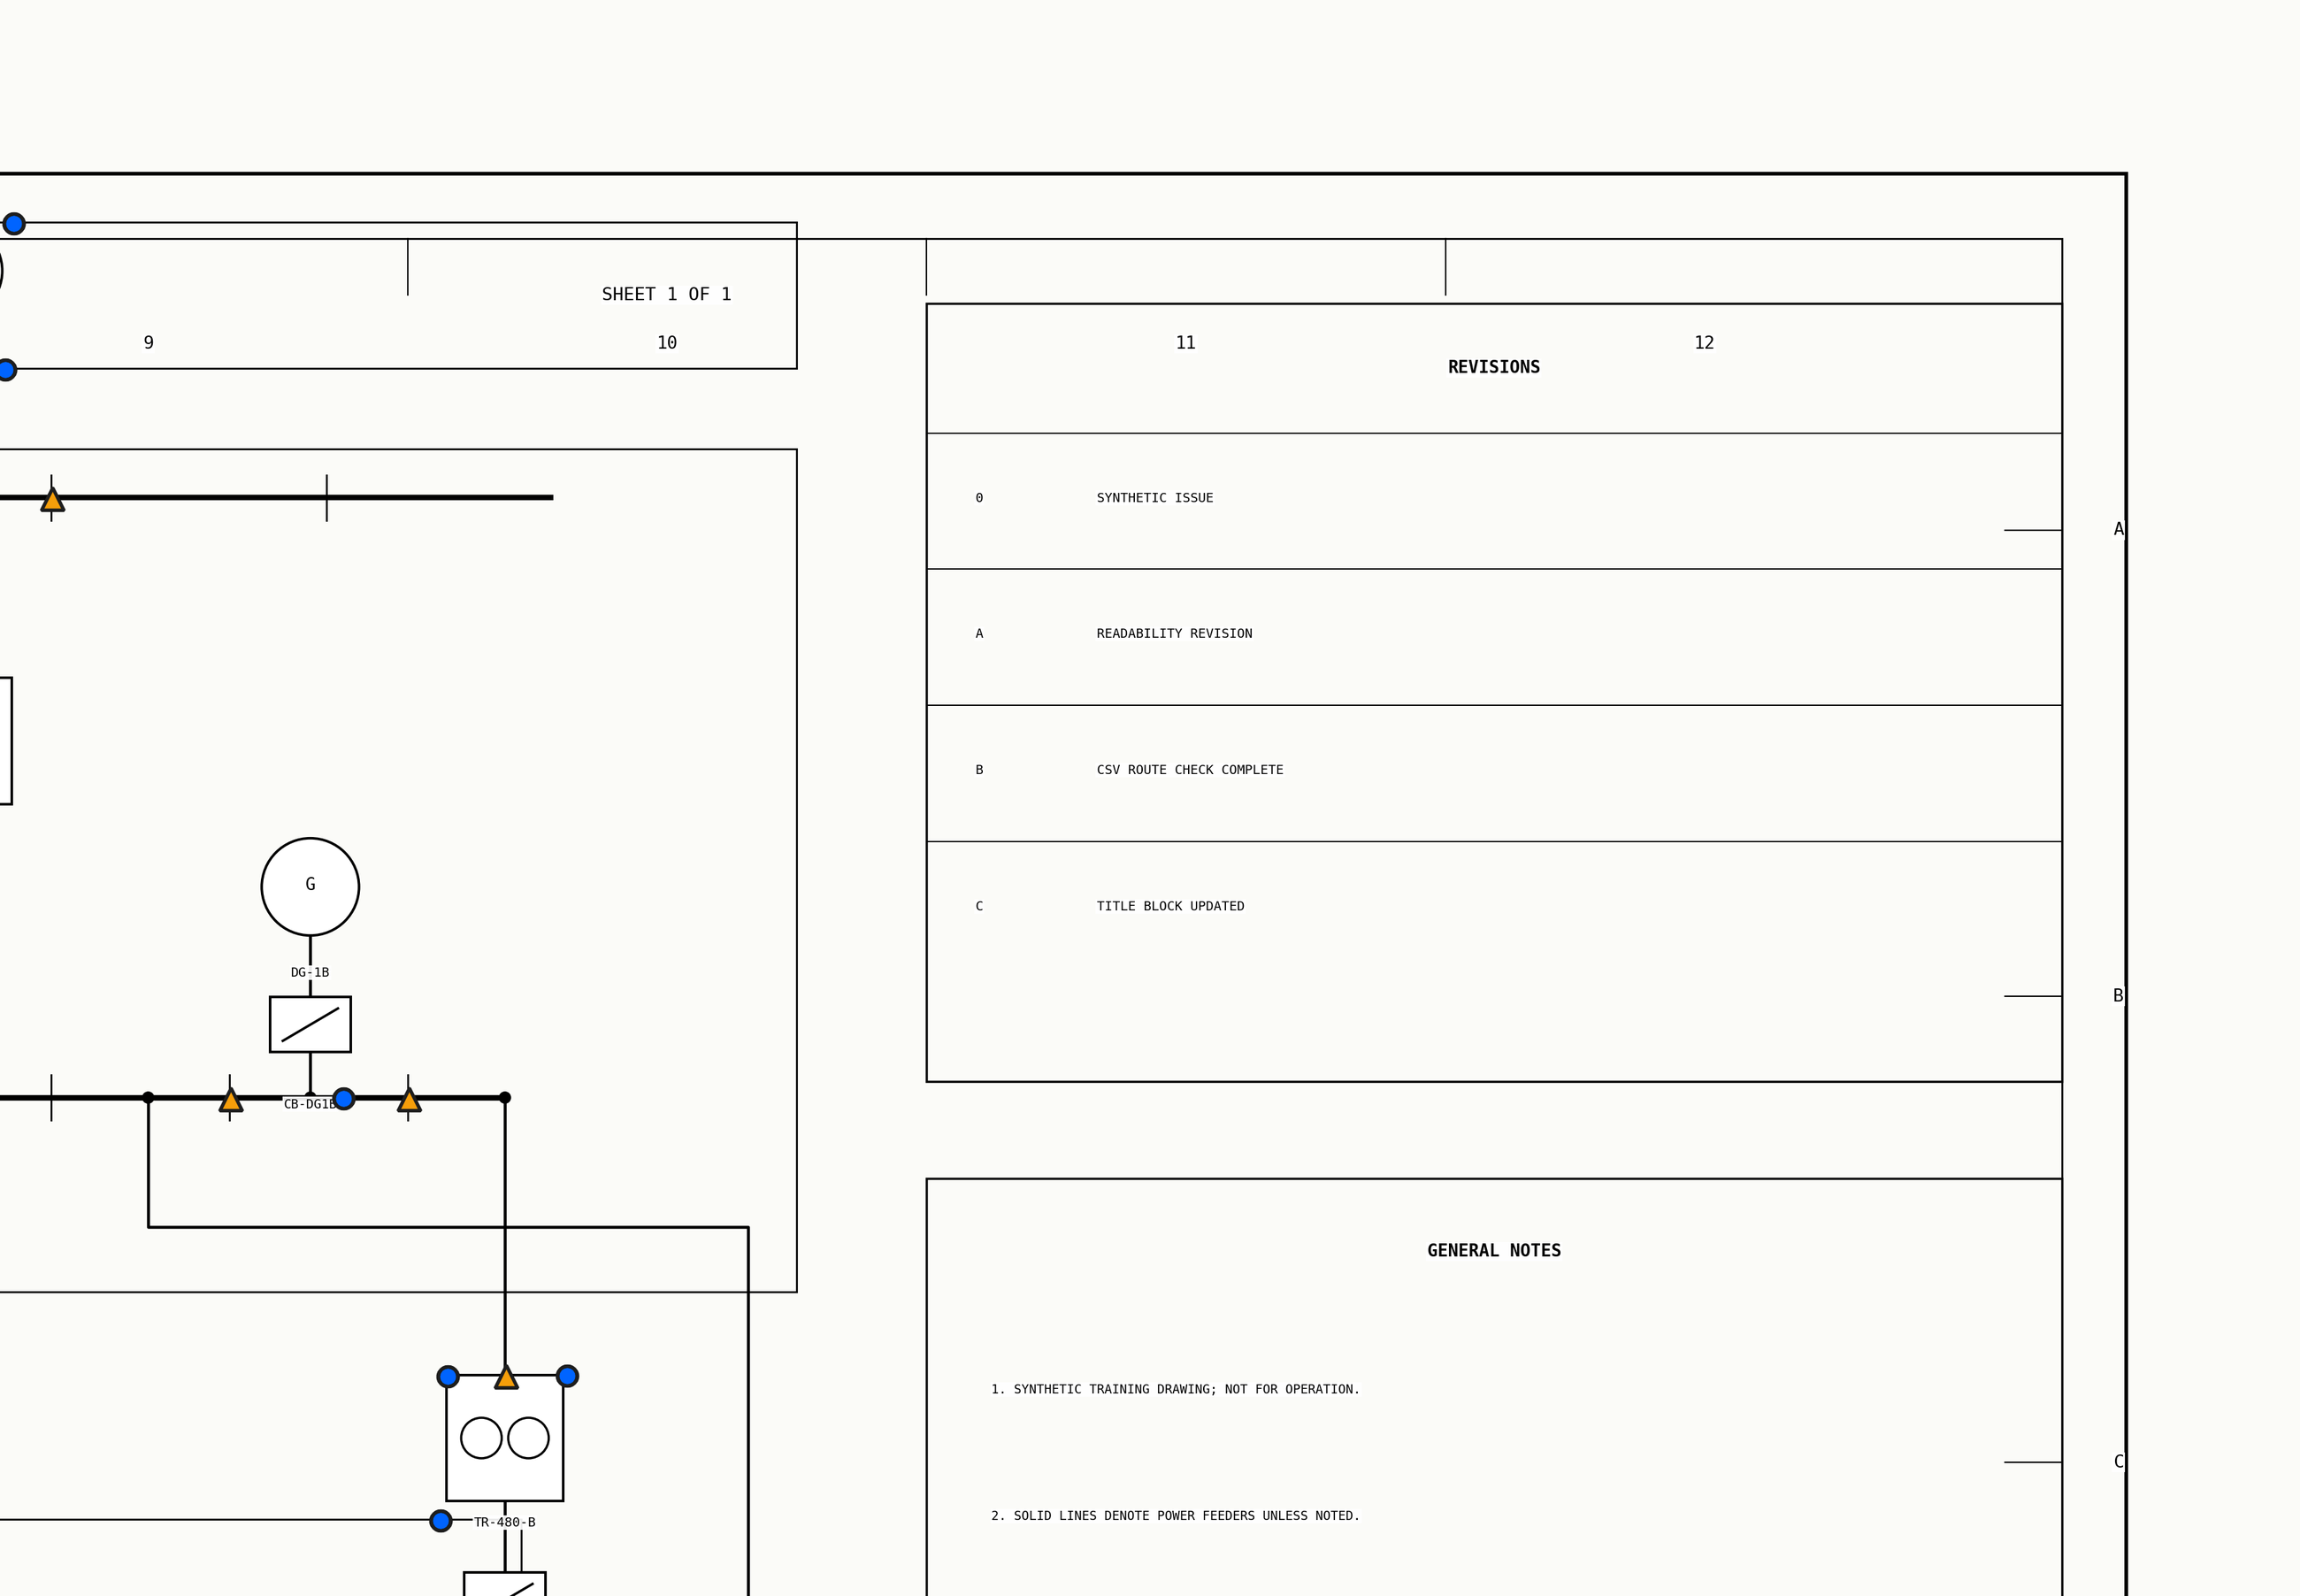 SHEET 1 OF 1
9
10
11
12
REVISIONS
0 SYNTHETIC ISSUE
A
A READABILITY REVISION
B CSV ROUTE CHECK COMPLETE
G
C TITLE BLOCK UPDATED
DG-1B
B
CB-DG1B
GENERAL NOTES
1. SYNTHETIC TRAINING DRAWING; NOT FOR OPERATION.
C
2. SOLID LINES DENOTE POWER FEEDERS UNLESS NOTED.
TR-480-B